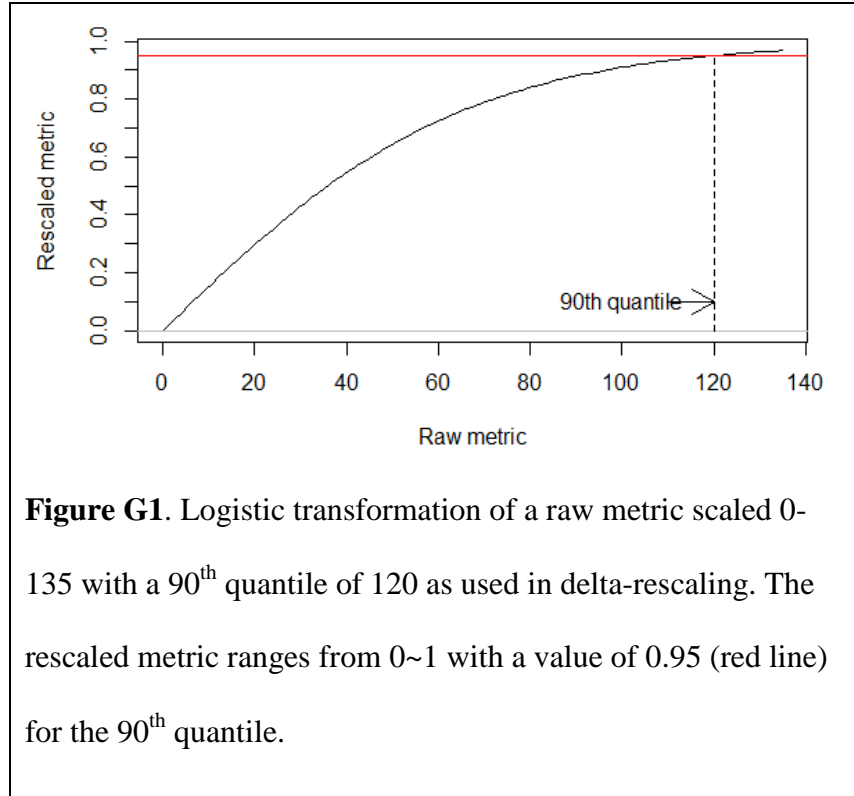 1.0
0.8
0.6
0.4
0.2
0.0
Rescaled metric
90th quantile
0 20 40 60 80 100 120 140
Raw metric
Figure G1. Logistic transformation of a raw metric scaled 0-
135 with a 90th quantile of 120 as used in delta-rescaling. The
rescaled metric ranges from 0~1 with a value of 0.95 (red line)
for the 90th quantile.